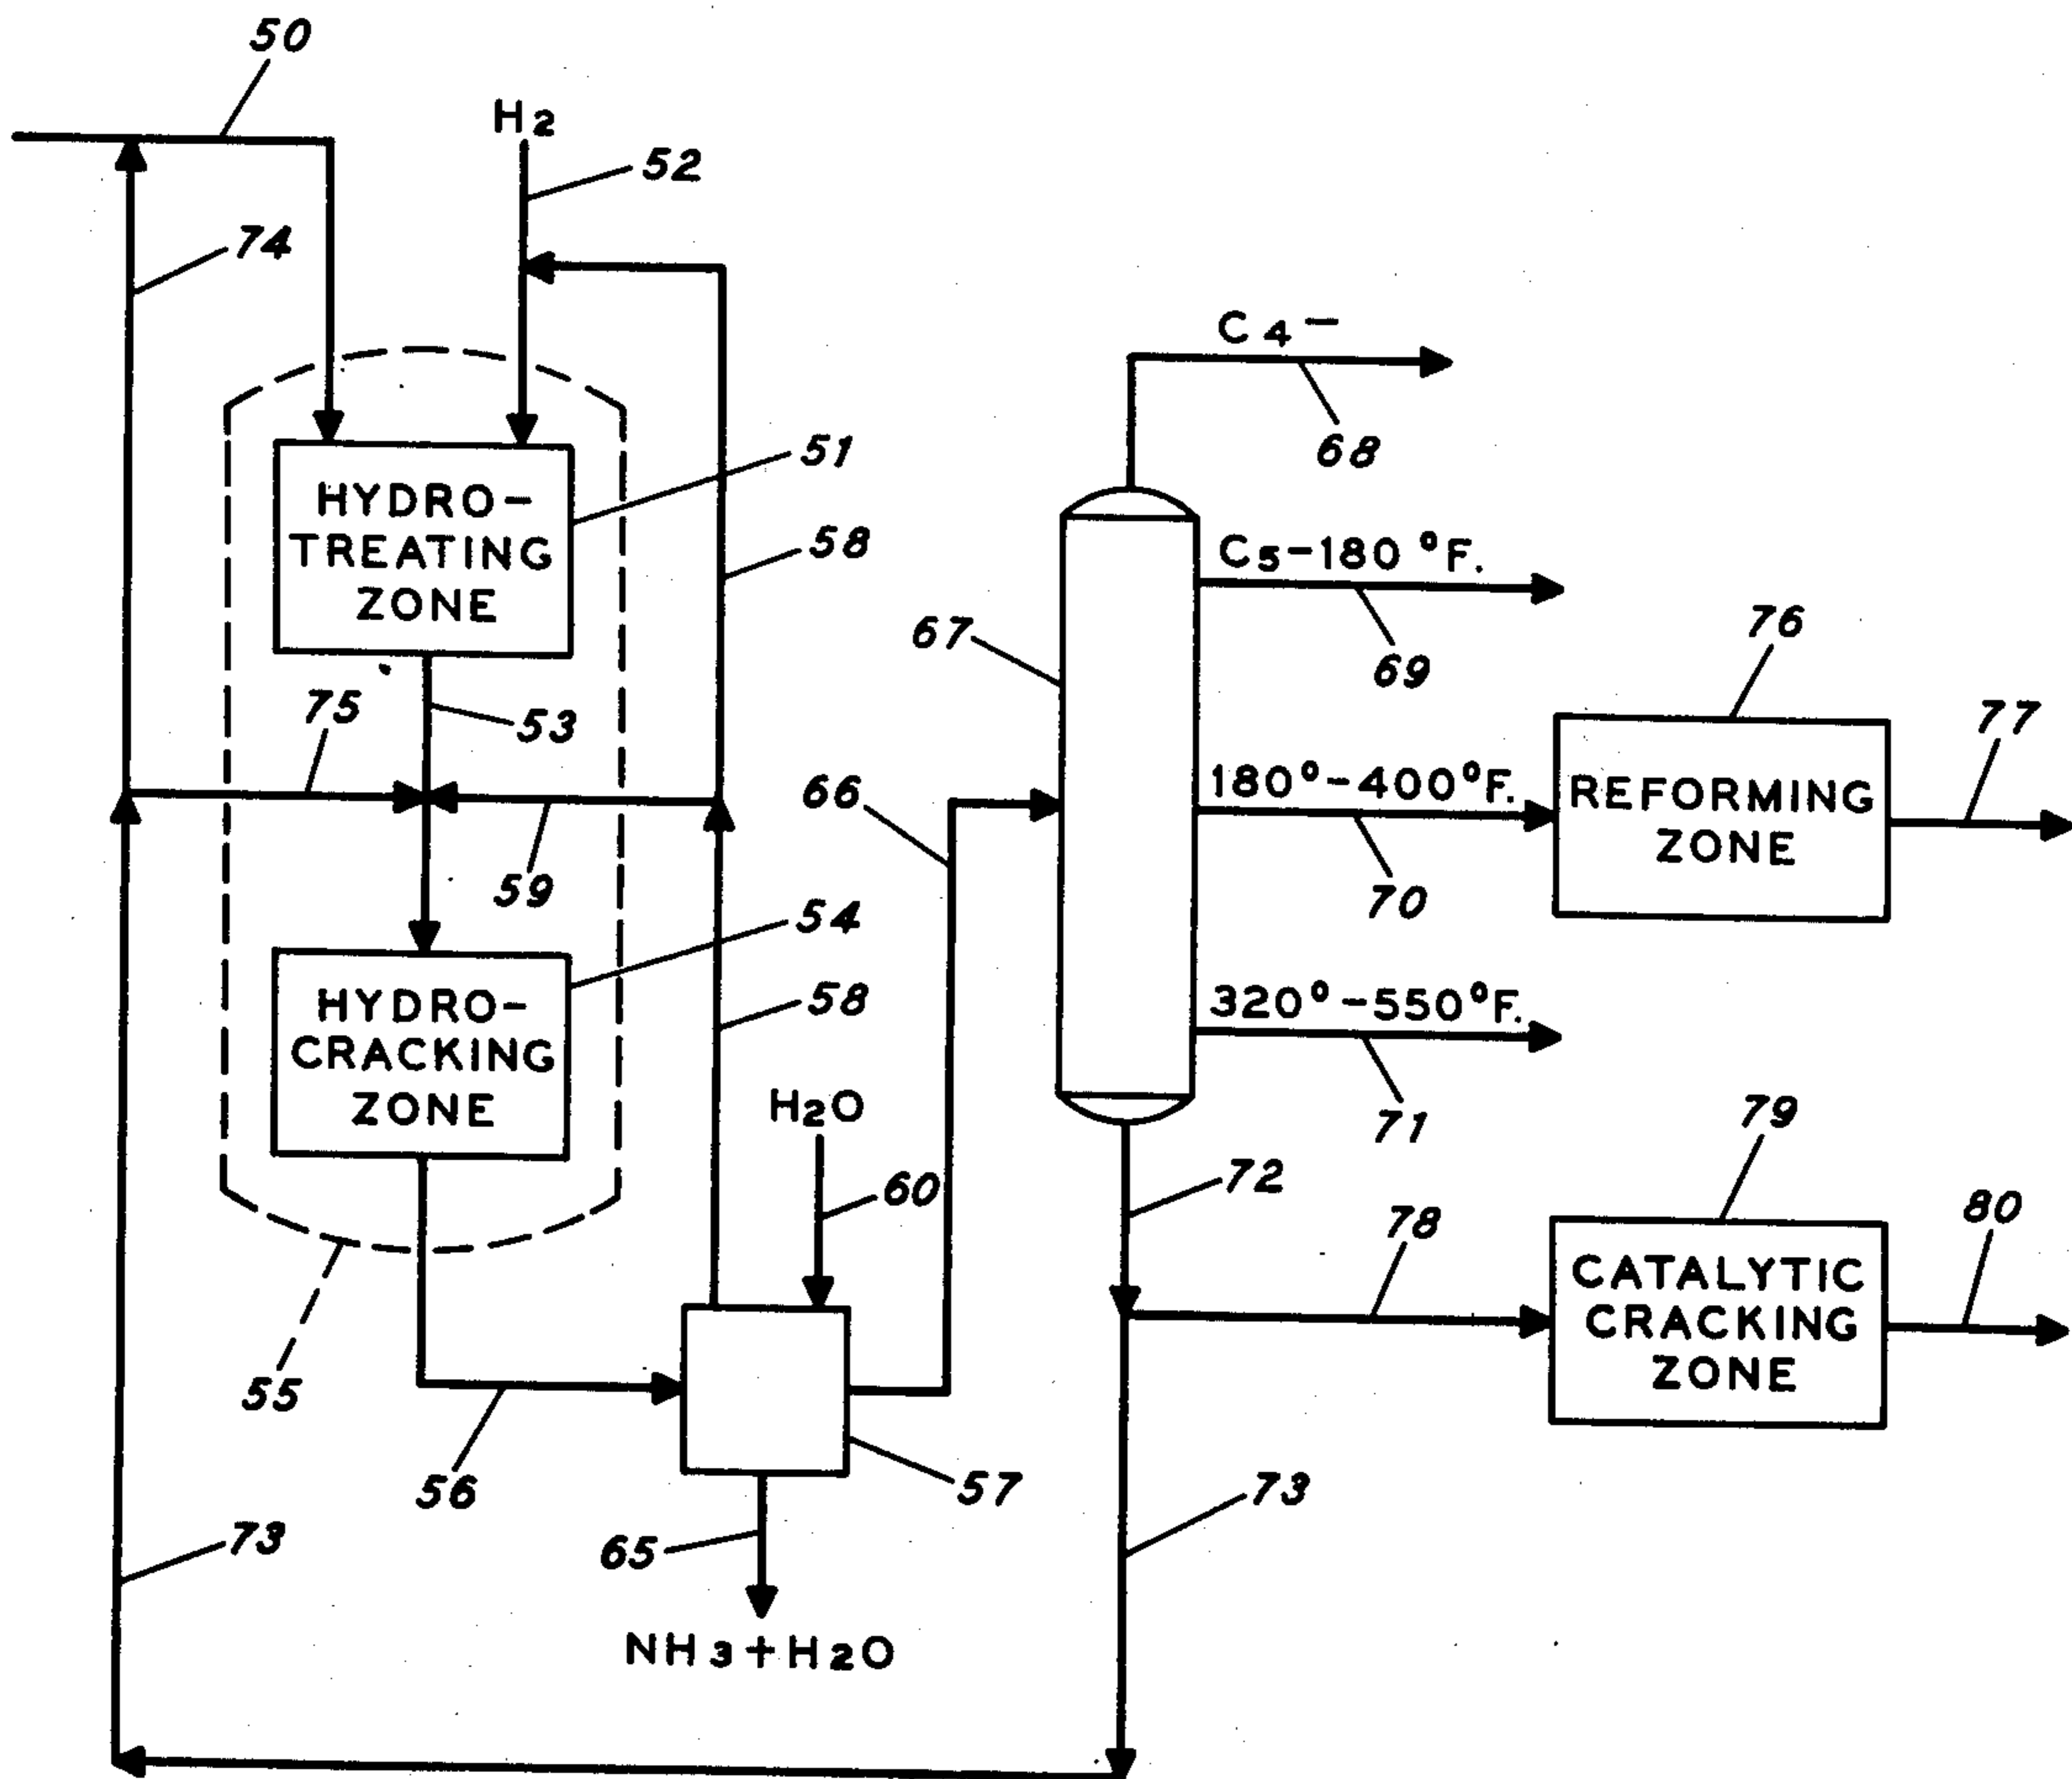 50
H2
52
74
C4-
68
51
HYDRO-
TREATING
ZONE
58
C5-180 °F.
69
67
76
77
75
53
180°-400°F.
70
REFORMING
ZONE
66
59
54
HYDRO-
CRACKING
ZONE
58
320°-550°F.
71
H2O
60
72
78
79
80
CATALYTIC
CRACKING
ZONE
55
56
57
73
73
65
NH3+H2O